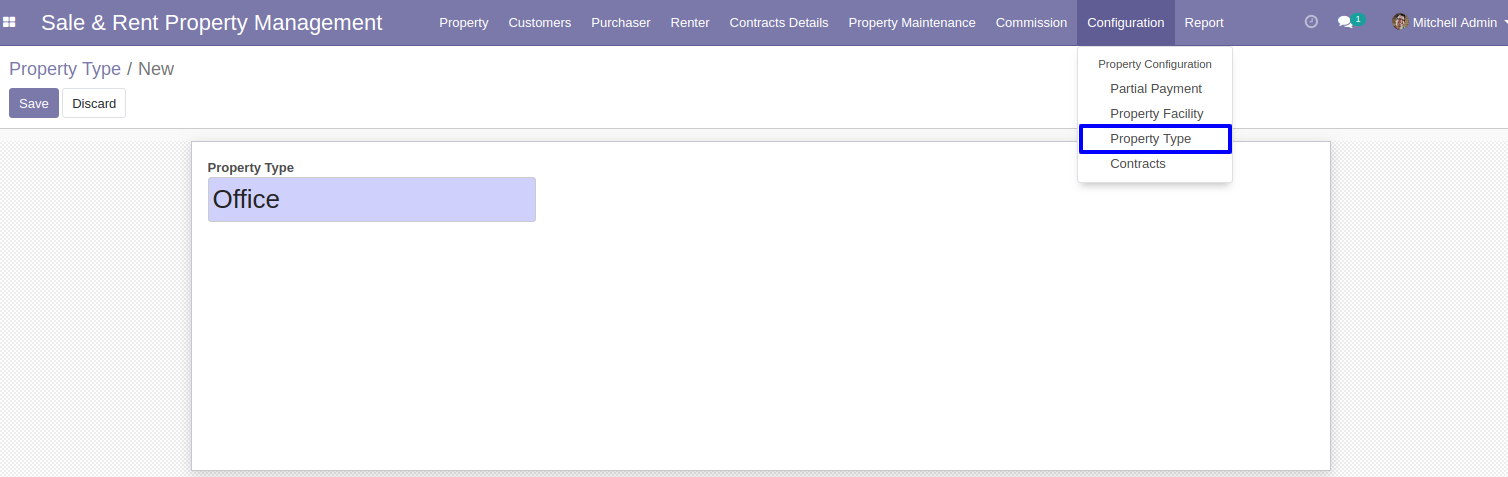 Sale & Rent Property Management Property Customers Purchaser Renter Contracts Details Property Maintenance Commission Configuration Report 1 Mitchell Admin
Property Type / New
Save Discard
Property Configuration
Partial Payment
Property Facility
Property Type
Contracts
Property Type
Office